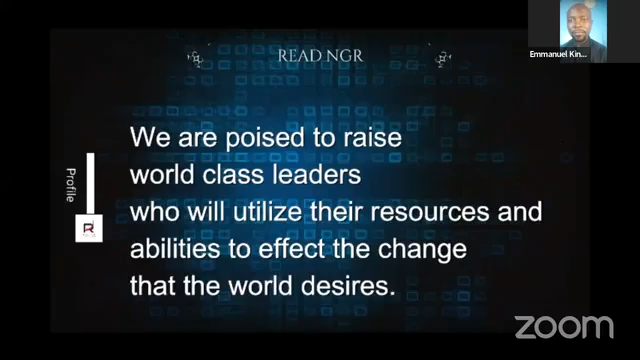 READ NGR
Emmanuel Kin...
We are poised to raise
world class leaders
who will utilize their resources and
abilities to effect the change
that the world desires.
Profile
R
zoom